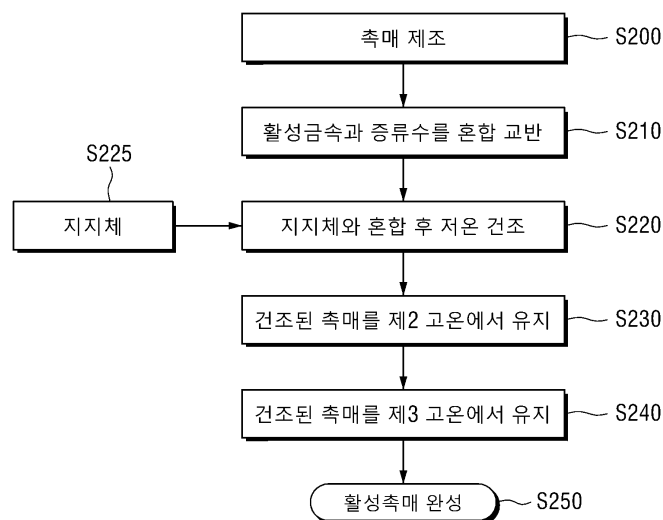 촉매 제조
S200
활성금속과 증류수를 혼합 교반
S210
S225
지지체
지지체와 혼합 후 저온 건조
S220
건조된 촉매를 제2 고온에서 유지
S230
건조된 촉매를 제3 고온에서 유지
S240
활성촉매 완성
S250